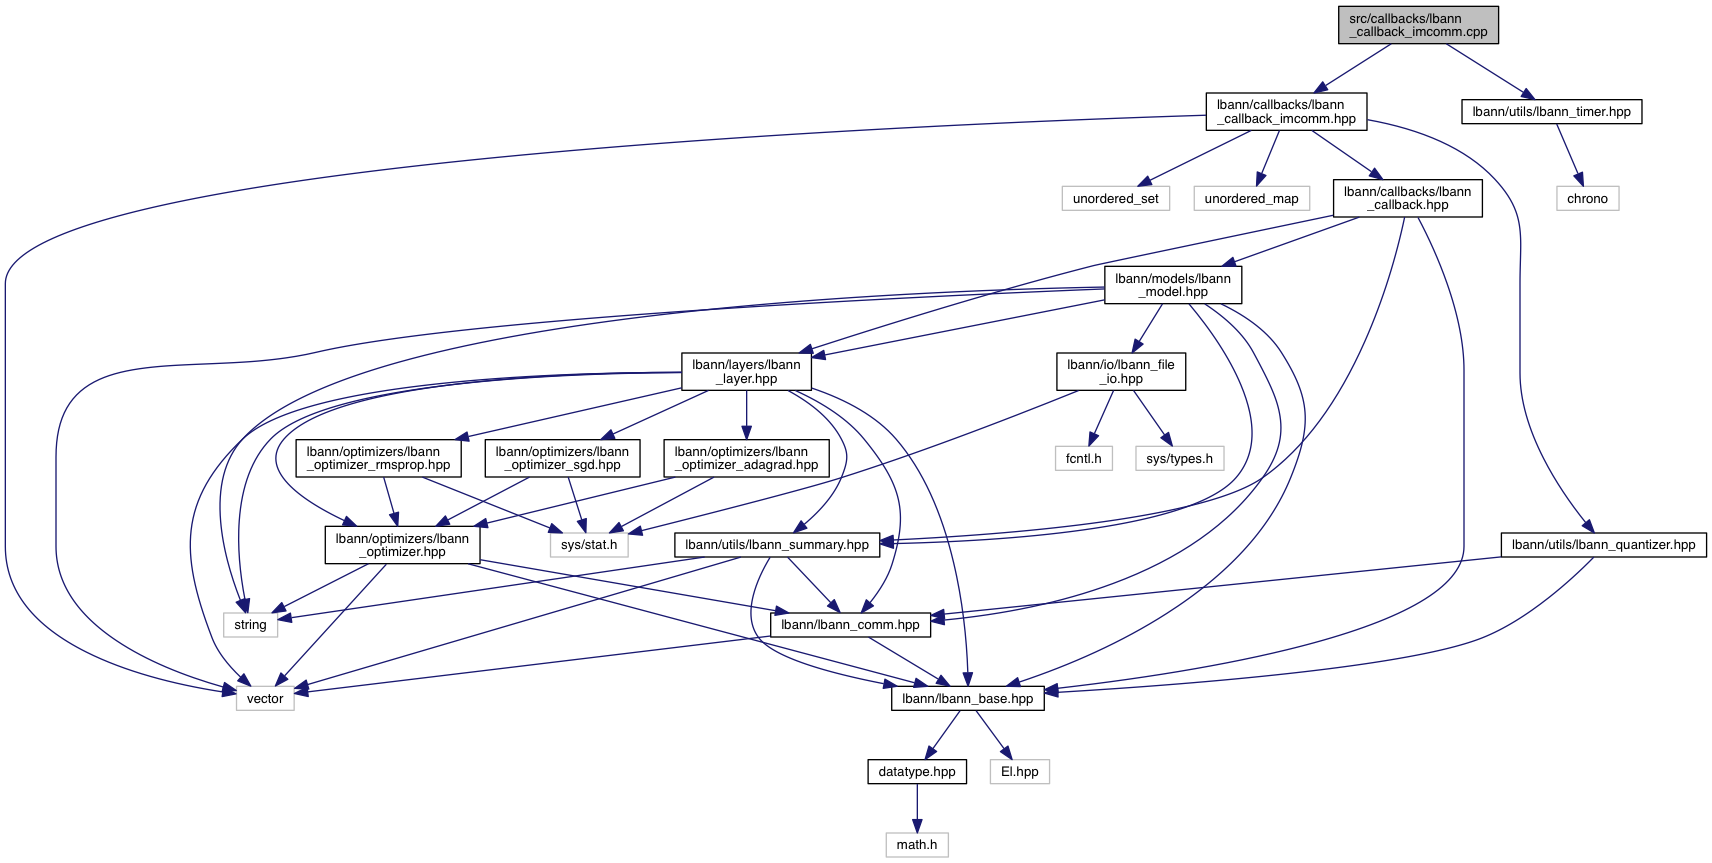 src/callbacks/lbann
_callback_imcomm.cpp
lbann/callbacks/lbann
_callback_imcomm.hpp
lbann/utils/lbann_timer.hpp
unordered_set
unordered_map
lbann/callbacks/lbann
_callback.hpp
chrono
lbann/models/lbann
_model.hpp
lbann/layers/lbann
_layer.hpp
lbann/io/lbann_file
_io.hpp
lbann/optimizers/lbann
_optimizer_rmsprop.hpp
lbann/optimizers/lbann
_optimizer_sgd.hpp
lbann/optimizers/lbann
_optimizer_adagrad.hpp
fcntl.h
sys/types.h
lbann/optimizers/lbann
_optimizer.hpp
sys/stat.h
lbann/utils/lbann_summary.hpp
lbann/utils/lbann_quantizer.hpp
string
lbann/lbann_comm.hpp
vector
lbann/lbann_base.hpp
datatype.hpp
El.hpp
math.h